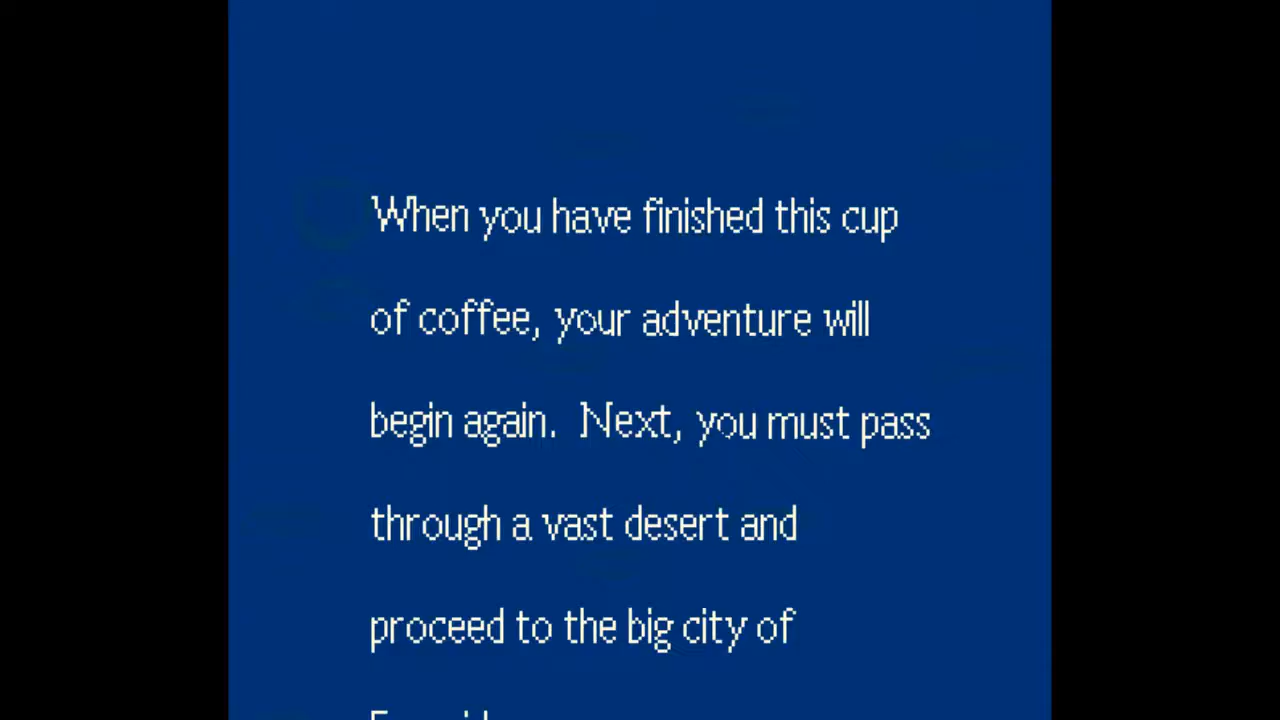 When you have finished this cup
of coffee, your adventure will
begin again.  Next, you must pass
through a vast desert and
proceed to the big city of